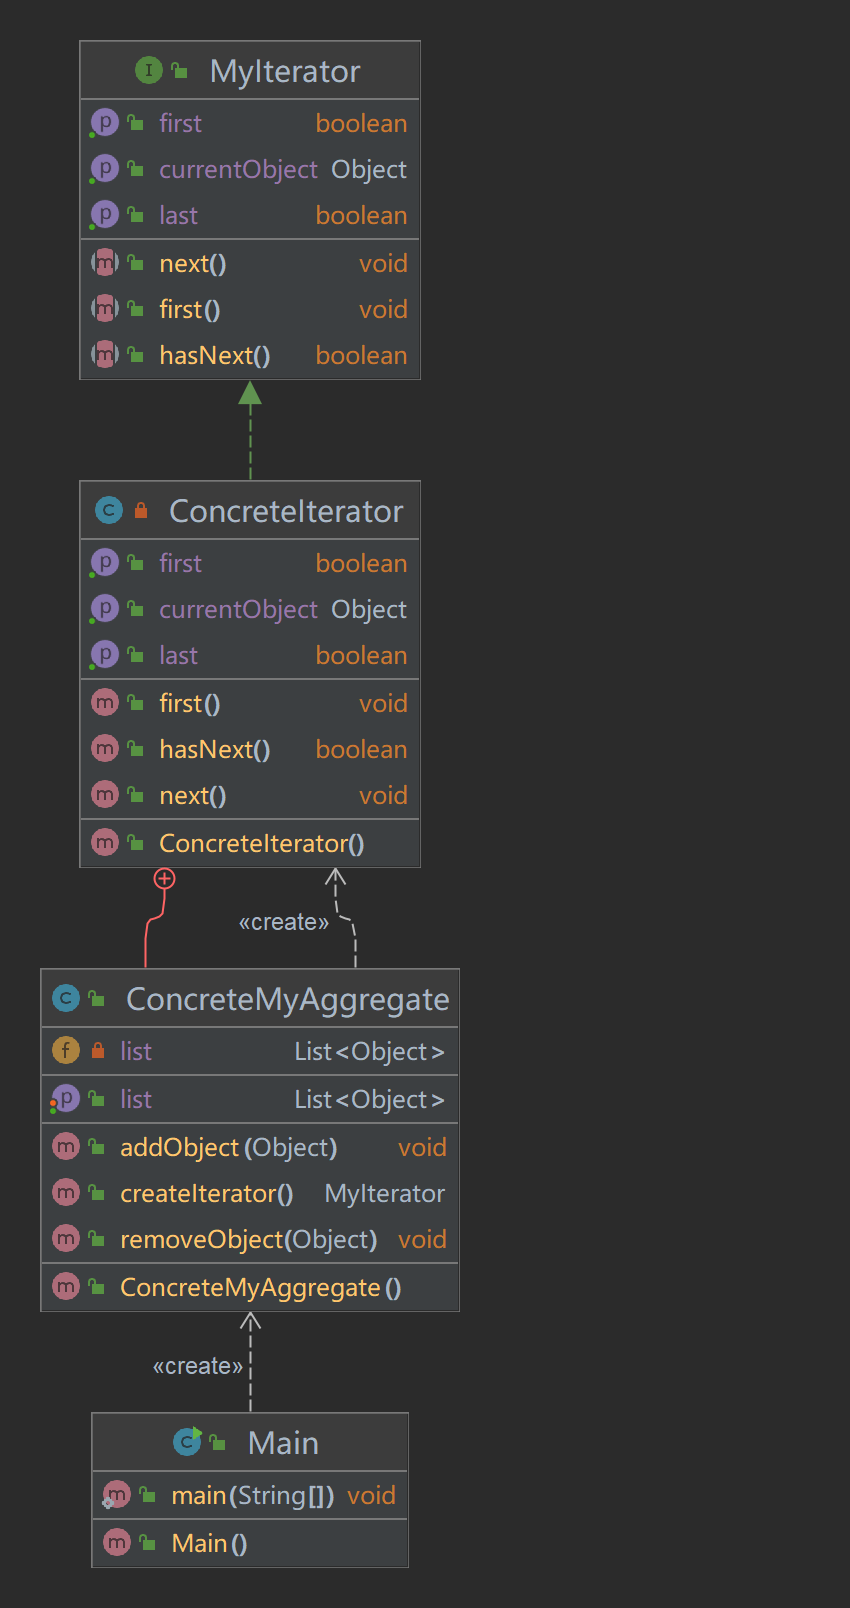 MyIterator
first boolean
currentObject Object
last boolean
next() void
first() void
hasNext() boolean
ConcreteIterator
first boolean
currentObject Object
last boolean
first() void
hasNext() boolean
next() void
ConcreteIterator()
«create»
ConcreteMyAggregate
list List<Object>
list List<Object>
addObject(Object) void
createIterator() MyIterator
removeObject(Object) void
ConcreteMyAggregate()
«create»
Main
main(String[]) void
Main()